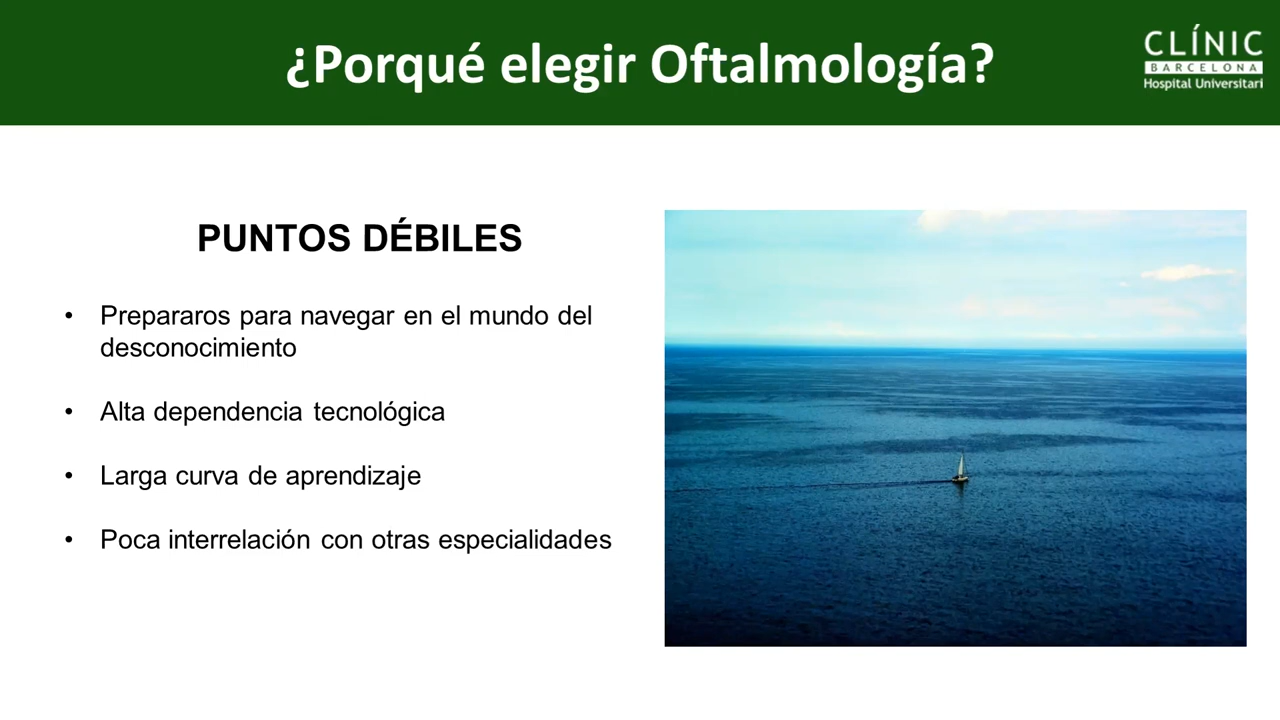 ¿Porqué elegir Oftalmología?
CLÍNIC
BARCELONA
Hospital Universitari
PUNTOS DÉBILES
• Prepararos para navegar en el mundo del
desconocimiento
• Alta dependencia tecnológica
• Larga curva de aprendizaje
• Poca interrelación con otras especialidades